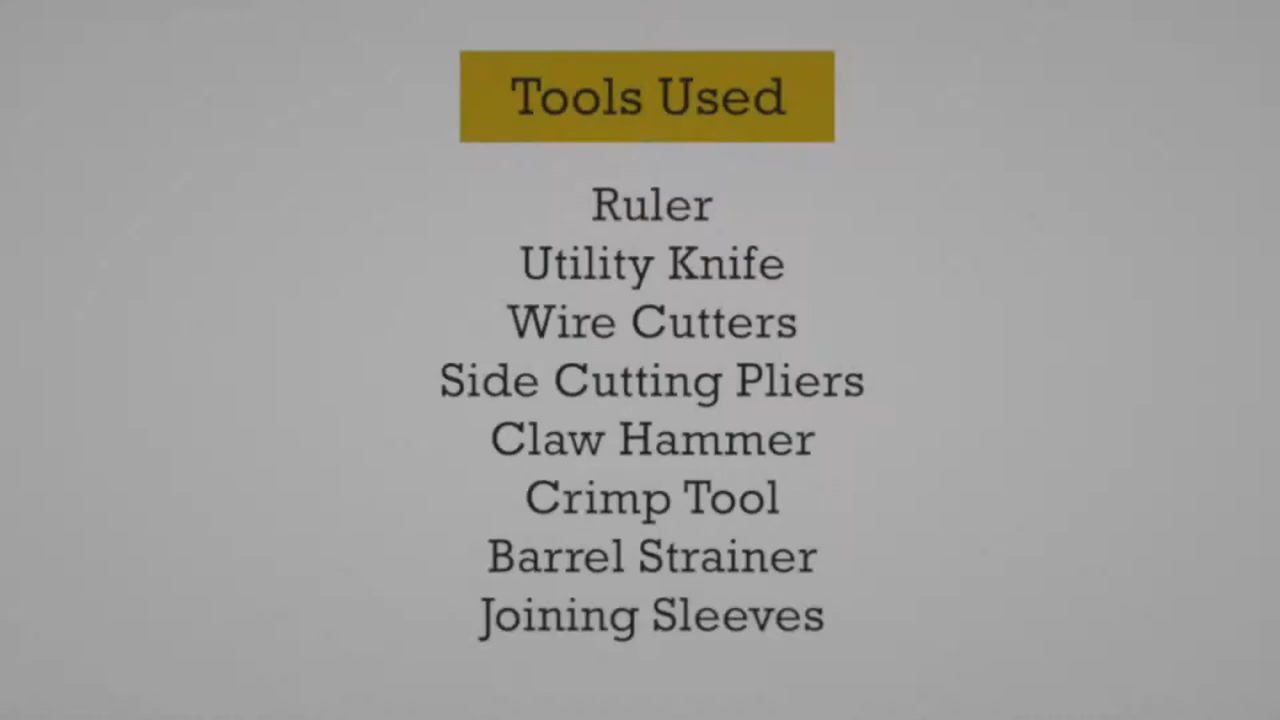 Tools Used
Ruler
Utility Knife
Wire Cutters
Side Cutting Pliers
Claw Hammer
Crimp Tool
Barrel Strainer
Joining Sleeves